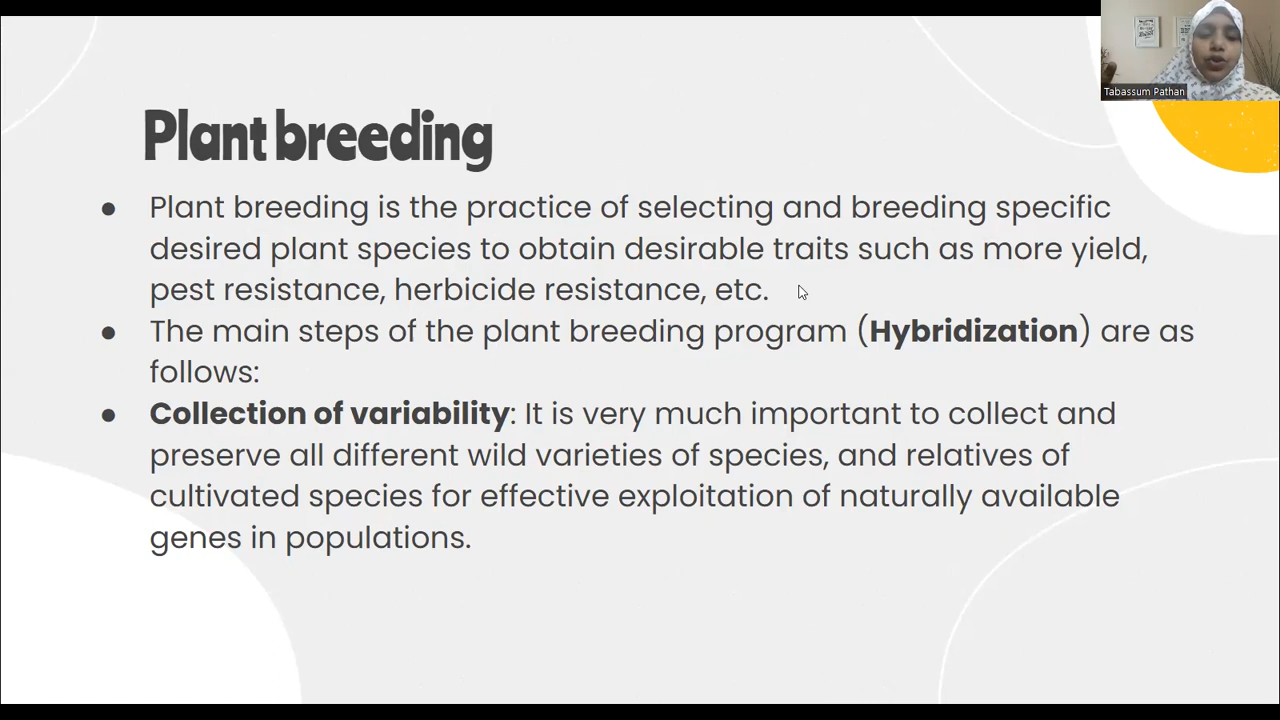 Tabassum Pathan
Plant breeding
● Plant breeding is the practice of selecting and breeding specific
desired plant species to obtain desirable traits such as more yield,
pest resistance, herbicide resistance, etc.
● The main steps of the plant breeding program (Hybridization) are as
follows:
● Collection of variability: It is very much important to collect and
preserve all different wild varieties of species, and relatives of
cultivated species for effective exploitation of naturally available
genes in populations.